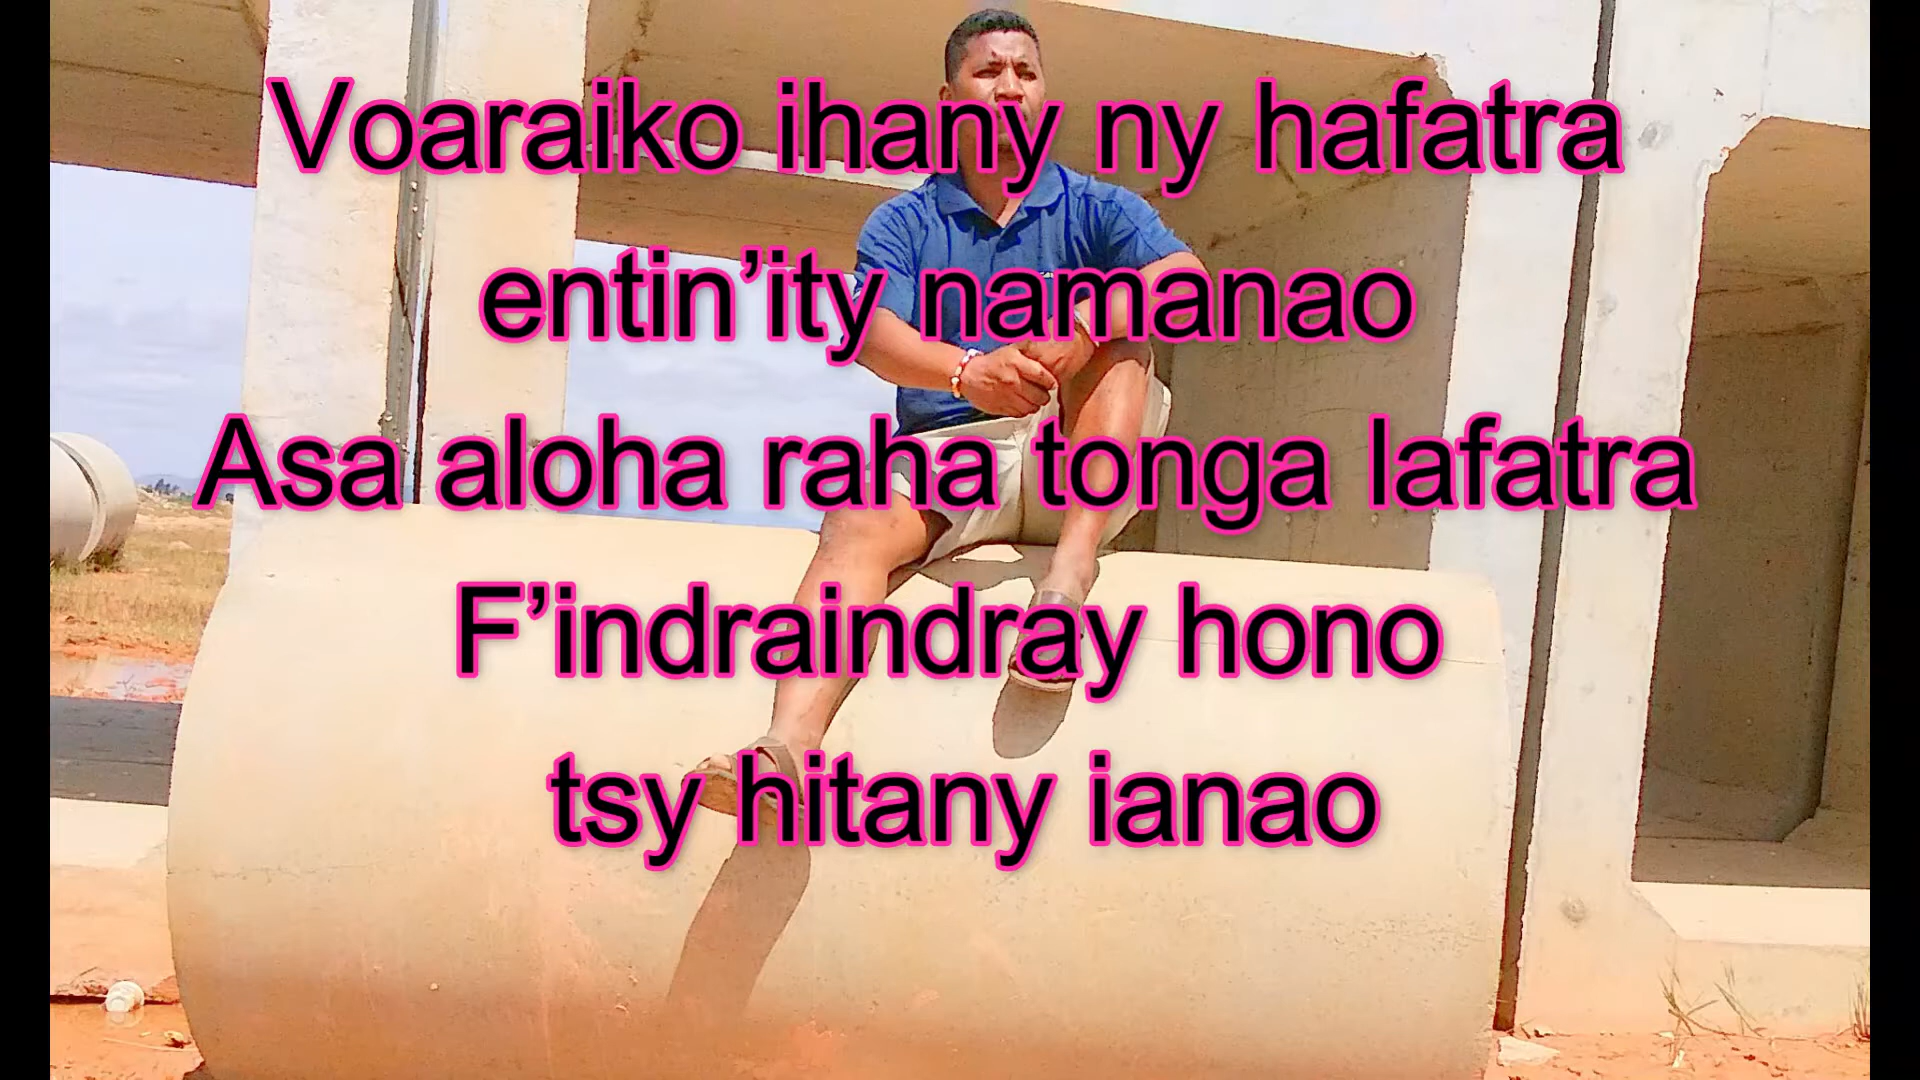 Voaraiko ihany ny hafatra
entin’ity namanao
Asa aloha raha tonga lafatra
F’indraindray hono
tsy hitany ianao